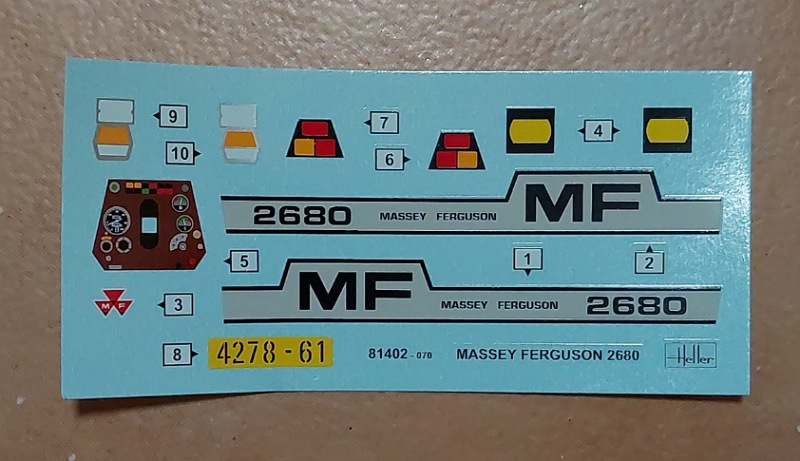 9
10
7
6
4
2680 MASSEY FERGUSON MF
5
1
2
MF MASSEY FERGUSON 2680
M F
3
8
4278-61
81402-070 MASSEY FERGUSON 2680
Heller